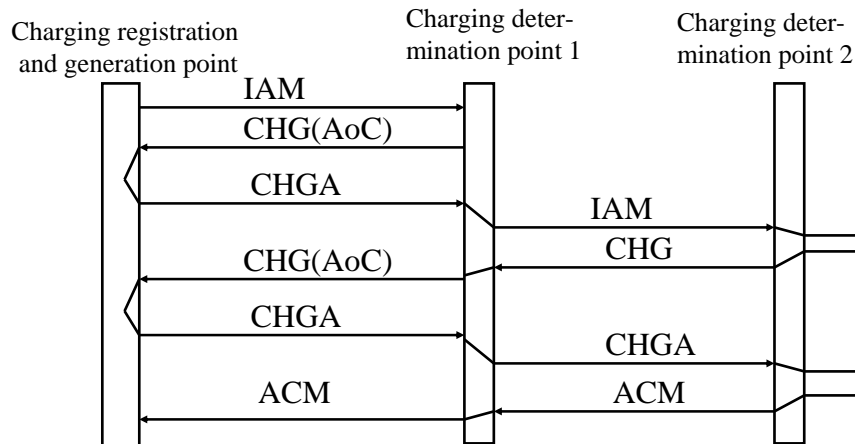 Charging registration
and generation point
Charging deter-
mination point 1
Charging deter-
mination point 2
IAM
CHG(AoC)
CHGA
IAM
CHG
CHG(AoC)
CHGA
CHGA
ACM
ACM